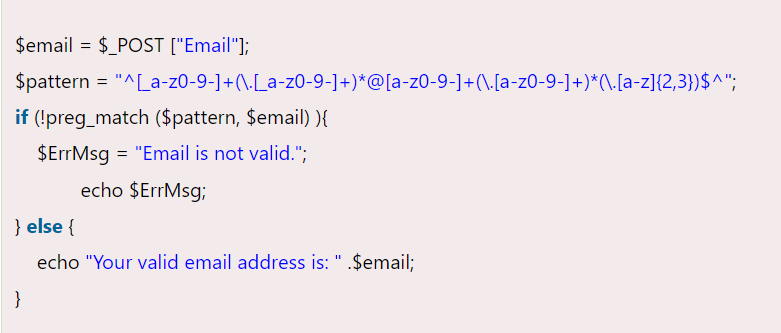 $email = $_POST ["Email"];
$pattern = "^[_a-z0-9-]+(\.[_a-z0-9-]+)*@[a-z0-9-]+(\.[a-z0-9-]+)*(\.[a-z]{2,3})$^";
if (!preg_match ($pattern, $email) ){
$ErrMsg = "Email is not valid.";
echo $ErrMsg;
} else {
echo "Your valid email address is: " .$email;
}